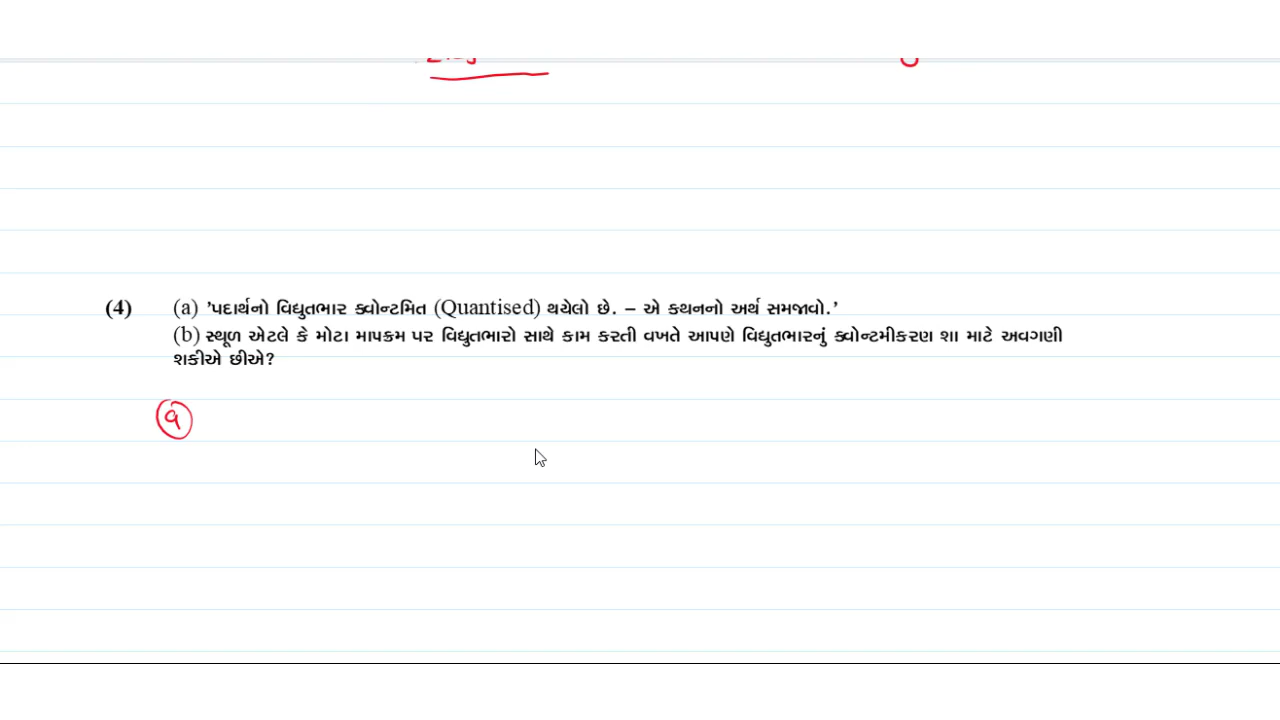 (4) (a) 'પદાર્થનો વિદ્યુતભાર ક્વોન્ટમિત (Quantised) થયેલો છે. – એ કથનનો અર્થ સમજાવો.'
(b) સ્થૂળ એટલે કે મોટા માપક્રમ પર વિદ્યુતભારો સાથે કામ કરતી વખતે આપણે વિદ્યુતભારનું ક્વોન્ટમીકરણ શા માટે અવગણી
શકીએ છીએ?